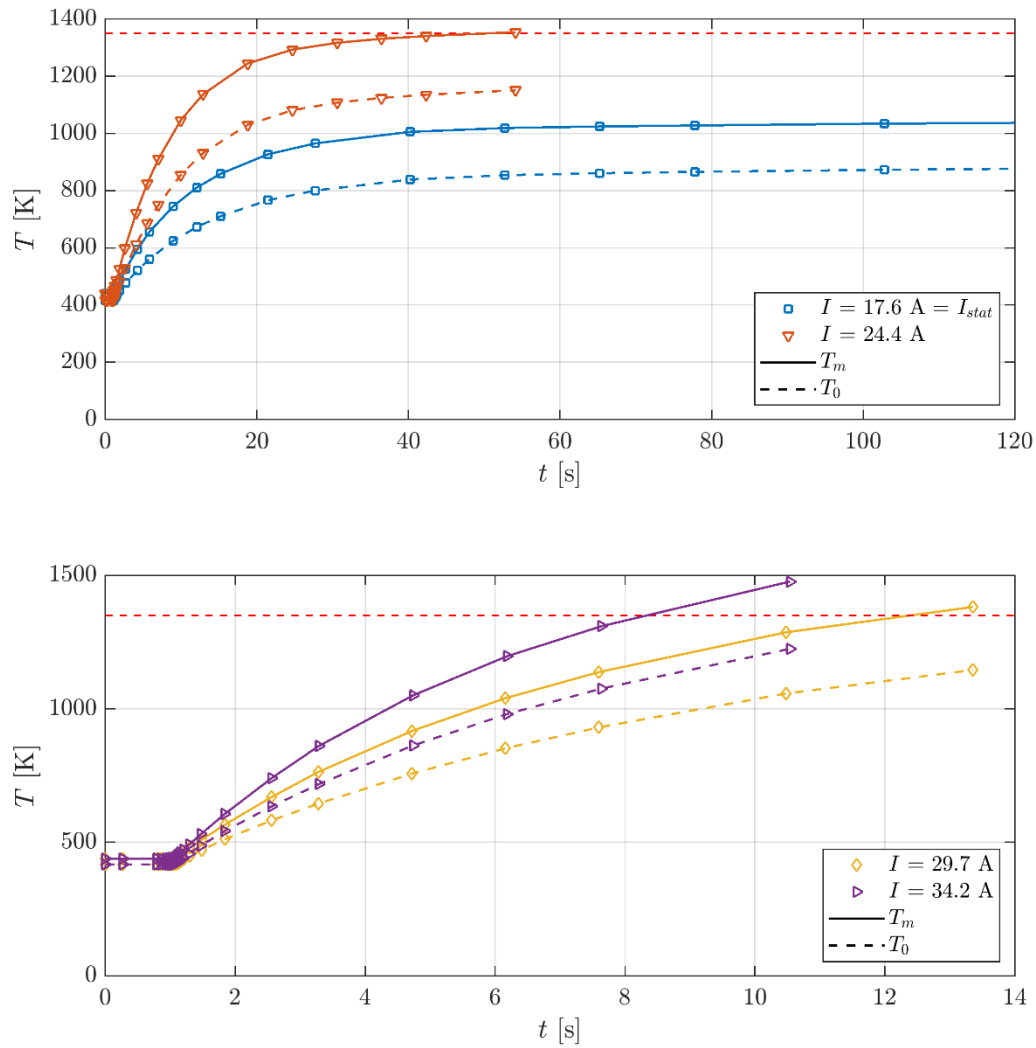 1400
1200
1000
800
600
400
200
0
T [K]
0 20 40 60 80 100 120
t [s]
I = 17.6 A = I_stat
I = 24.4 A
T_m
T_0
1500
1000
500
0
T [K]
0 2 4 6 8 10 12 14
t [s]
I = 29.7 A
I = 34.2 A
T_m
T_0